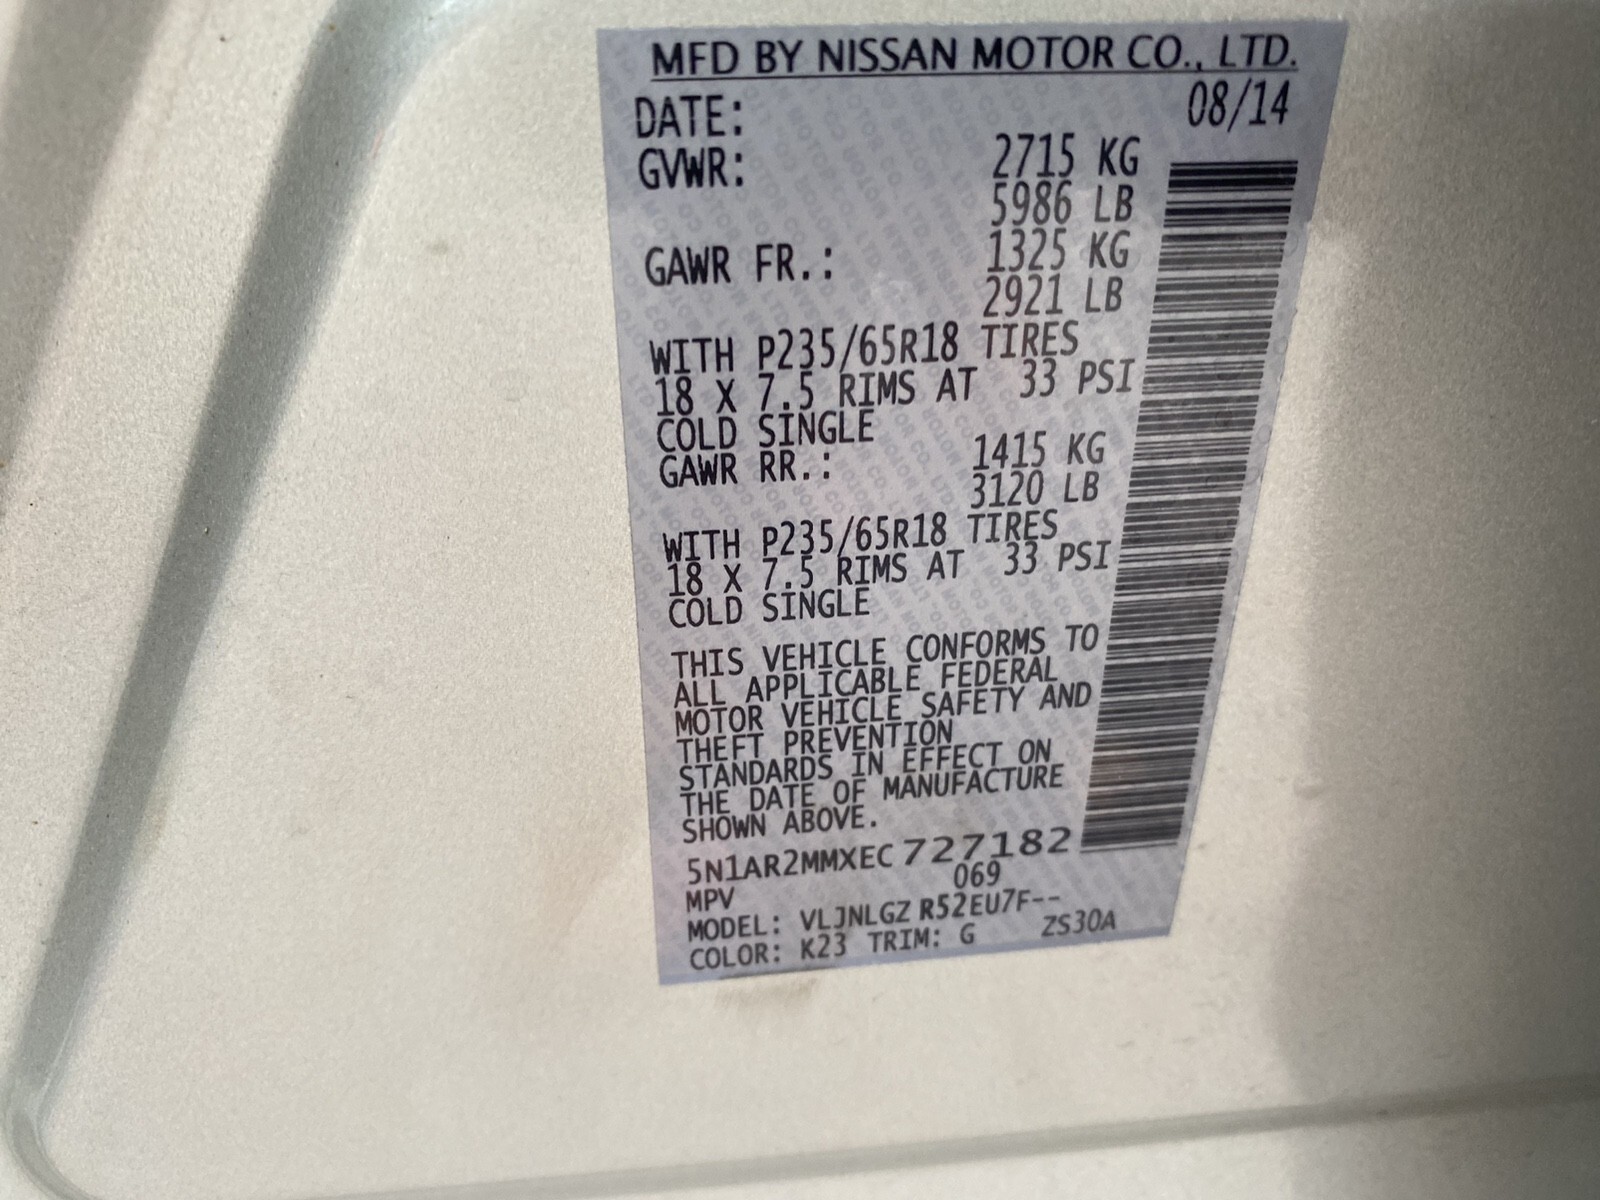 MFD BY NISSAN MOTOR CO., LTD.
DATE: 08/14
GVWR: 2715 KG
5986 LB
GAWR FR.: 1325 KG
2921 LB
WITH P235/65R18 TIRES
18 X 7.5 RIMS AT 33 PSI
COLD SINGLE
GAWR RR.: 1415 KG
3120 LB
WITH P235/65R18 TIRES
18 X 7.5 RIMS AT 33 PSI
COLD SINGLE
THIS VEHICLE CONFORMS TO
ALL APPLICABLE FEDERAL
MOTOR VEHICLE SAFETY AND
THEFT PREVENTION
STANDARDS IN EFFECT ON
THE DATE OF MANUFACTURE
SHOWN ABOVE.
5N1AR2MMXEC 727182
MPV 069
MODEL: VLJNLGZ R52EU7F--
COLOR: K23 TRIM: G ZS30A